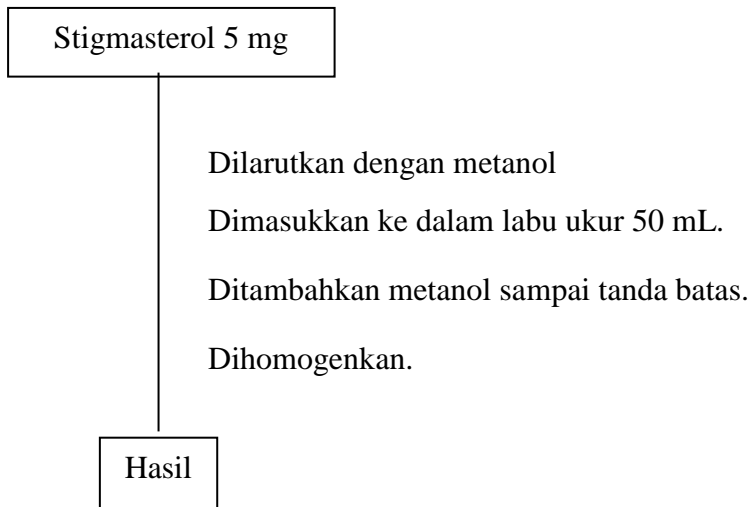 Stigmasterol 5 mg
Dilarutkan dengan metanol
Dimasukkan ke dalam labu ukur 50 mL.
Ditambahkan metanol sampai tanda batas.
Dihomogenkan.
Hasil